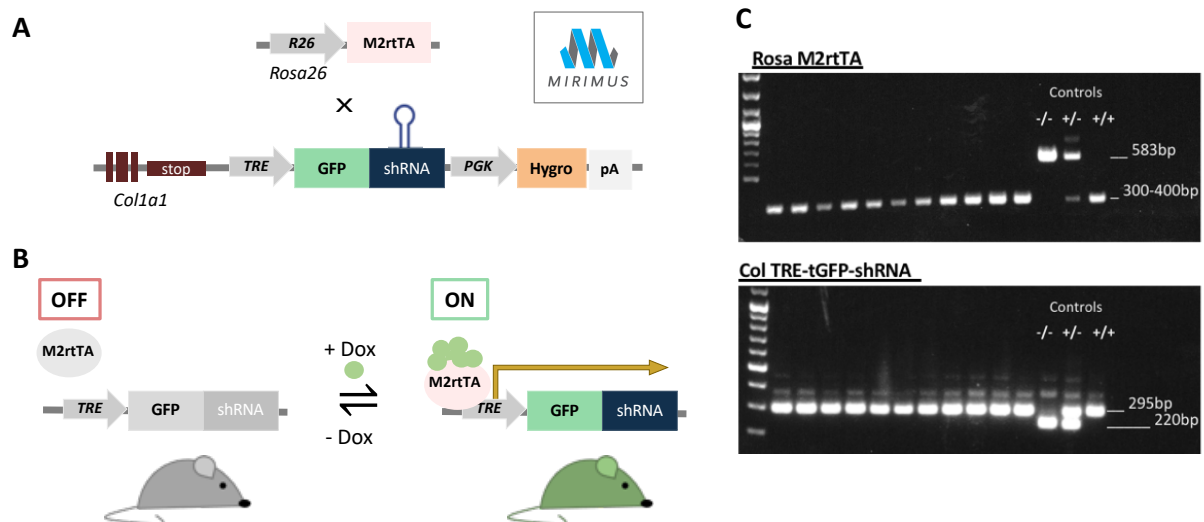 A
R26
M2rtTA
Rosa26
MIRIMUS
×
stop
TRE
GFP
shRNA
PGK
Hygro
pA
Col1a1
B
OFF
M2rtTA
TRE
GFP
shRNA
+ Dox
- Dox
ON
M2rtTA
TRE
GFP
shRNA
C
Rosa M2rtTA
Controls
-/- +/- +/+
583bp
300-400bp
Col TRE-tGFP-shRNA
Controls
-/- +/- +/+
295bp
220bp